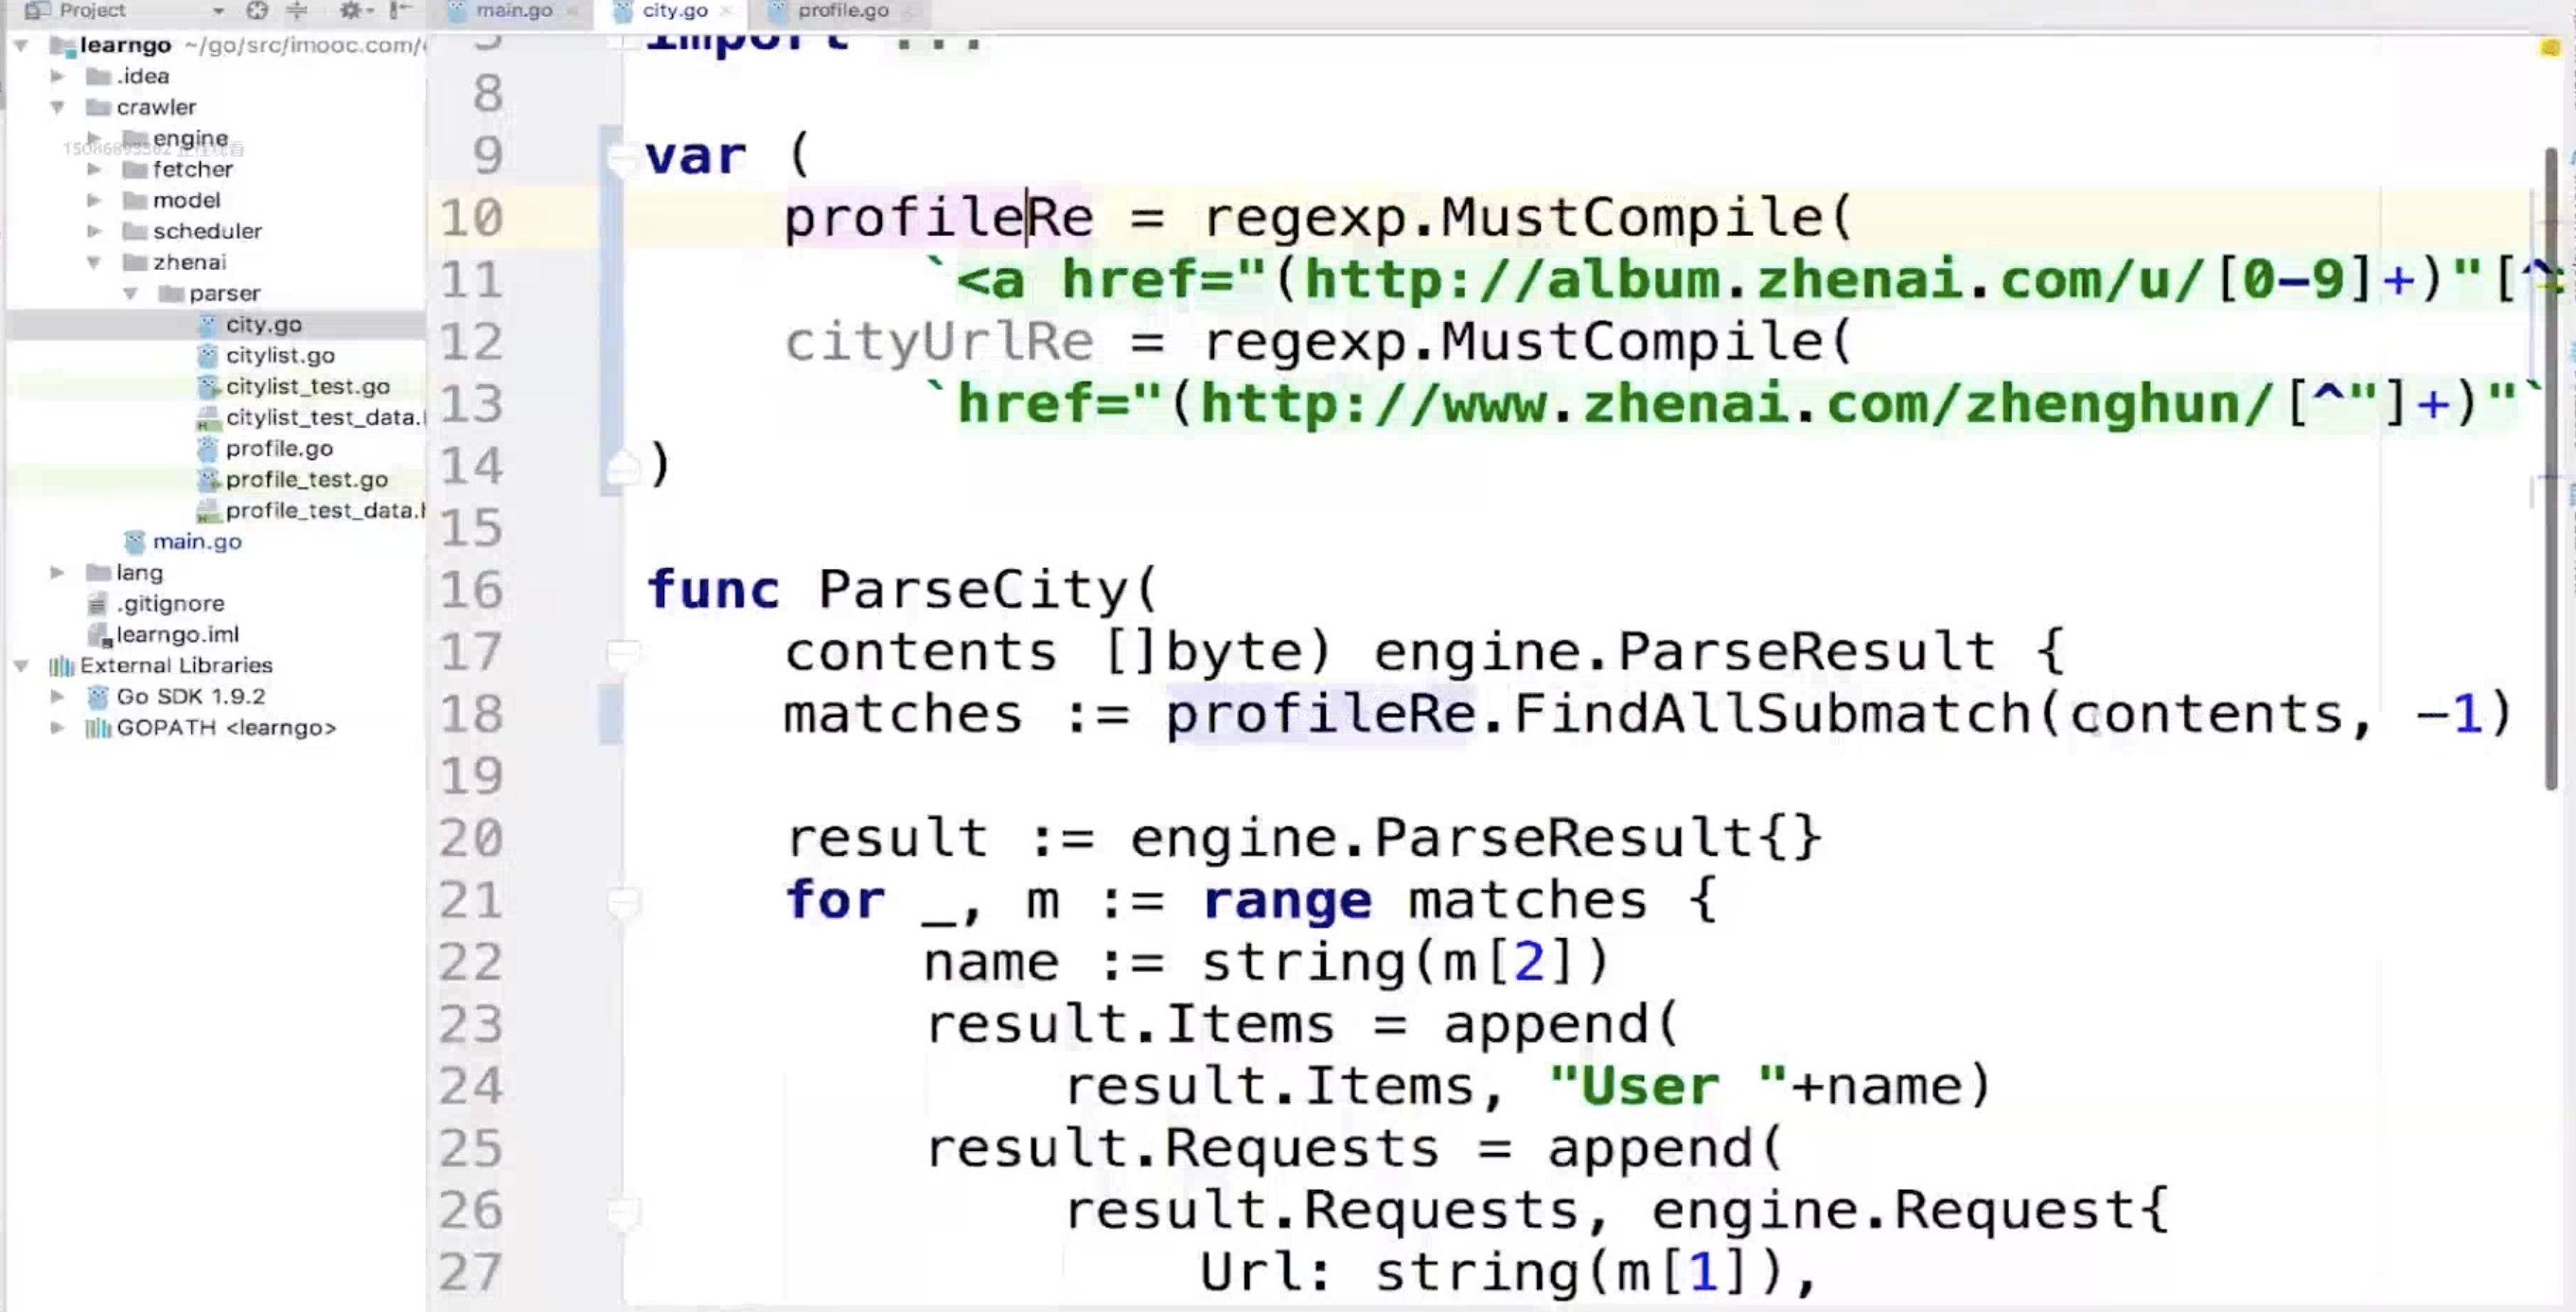 Project
main.go
city.go
profile.go
learngo ~/go/src/imooc.com/
.idea
crawler
engine
fetcher
model
scheduler
zhenai
parser
city.go
citylist.go
citylist_test.go
citylist_test_data.
profile.go
profile_test.go
profile_test_data.
main.go
lang
.gitignore
learngo.iml
External Libraries
Go SDK 1.9.2
GOPATH <learngo>
import ...
8
9 var (
10 profileRe = regexp.MustCompile(
11 `<a href="(http://album.zhenai.com/u/[0-9]+)"[^
12 cityUrlRe = regexp.MustCompile(
13 `href="(http://www.zhenai.com/zhenghun/[^"]+)"`
14 )
15
16 func ParseCity(
17 contents []byte) engine.ParseResult {
18 matches := profileRe.FindAllSubmatch(contents, -1)
19
20 result := engine.ParseResult{}
21 for _, m := range matches {
22 name := string(m[2])
23 result.Items = append(
24 result.Items, "User "+name)
25 result.Requests = append(
26 result.Requests, engine.Request{
27 Url: string(m[1]),